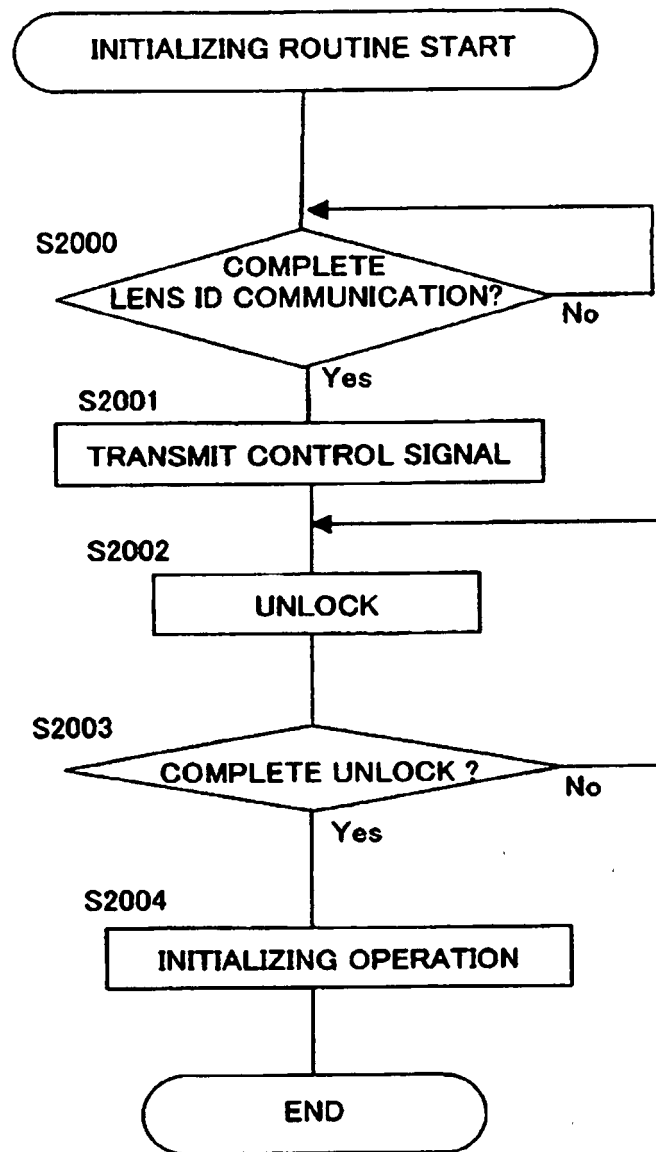 INITIALIZING ROUTINE START
S2000
COMPLETE
LENS ID COMMUNICATION?
No
Yes
S2001
TRANSMIT CONTROL SIGNAL
S2002
UNLOCK
S2003
COMPLETE UNLOCK ?
No
Yes
S2004
INITIALIZING OPERATION
END